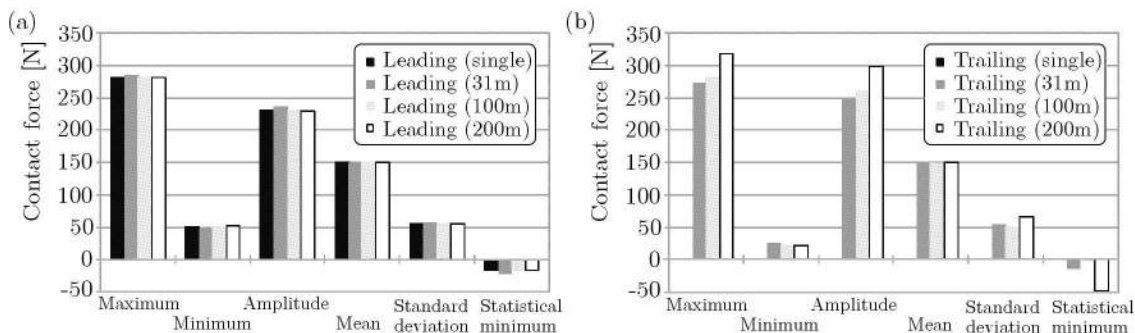 (a)
Contact force [N]
350
300
250
200
150
100
50
0
-50
Leading (single)
Leading (31m)
Leading (100m)
Leading (200m)
Maximum
Minimum
Amplitude
Mean
Standard
deviation
Statistical
minimum
(b)
Contact force [N]
350
300
250
200
150
100
50
0
-50
Trailing (single)
Trailing (31m)
Trailing (100m)
Trailing (200m)
Maximum
Minimum
Amplitude
Mean
Standard
deviation
Statistical
minimum